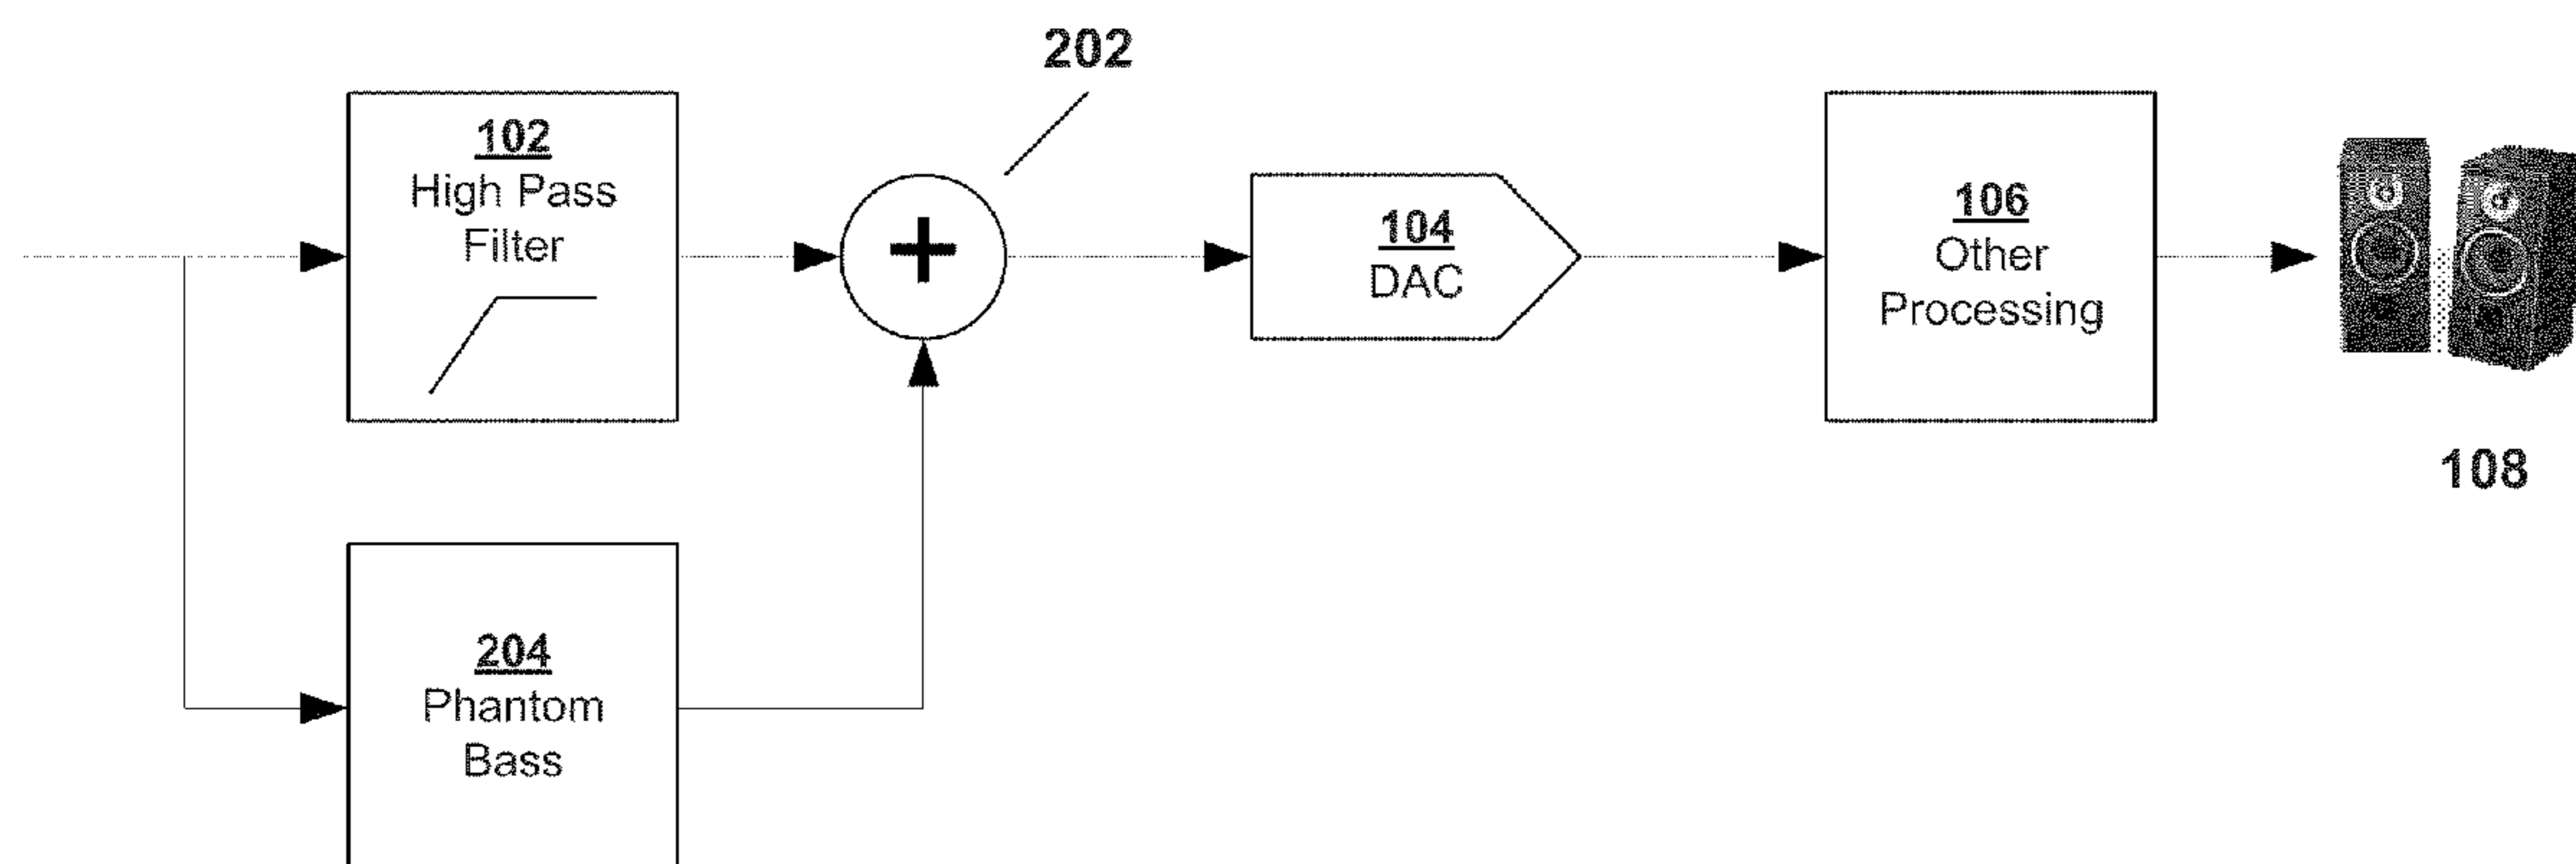 202
102
High Pass
Filter
+
104
DAC
106
Other
Processing
108
204
Phantom
Bass